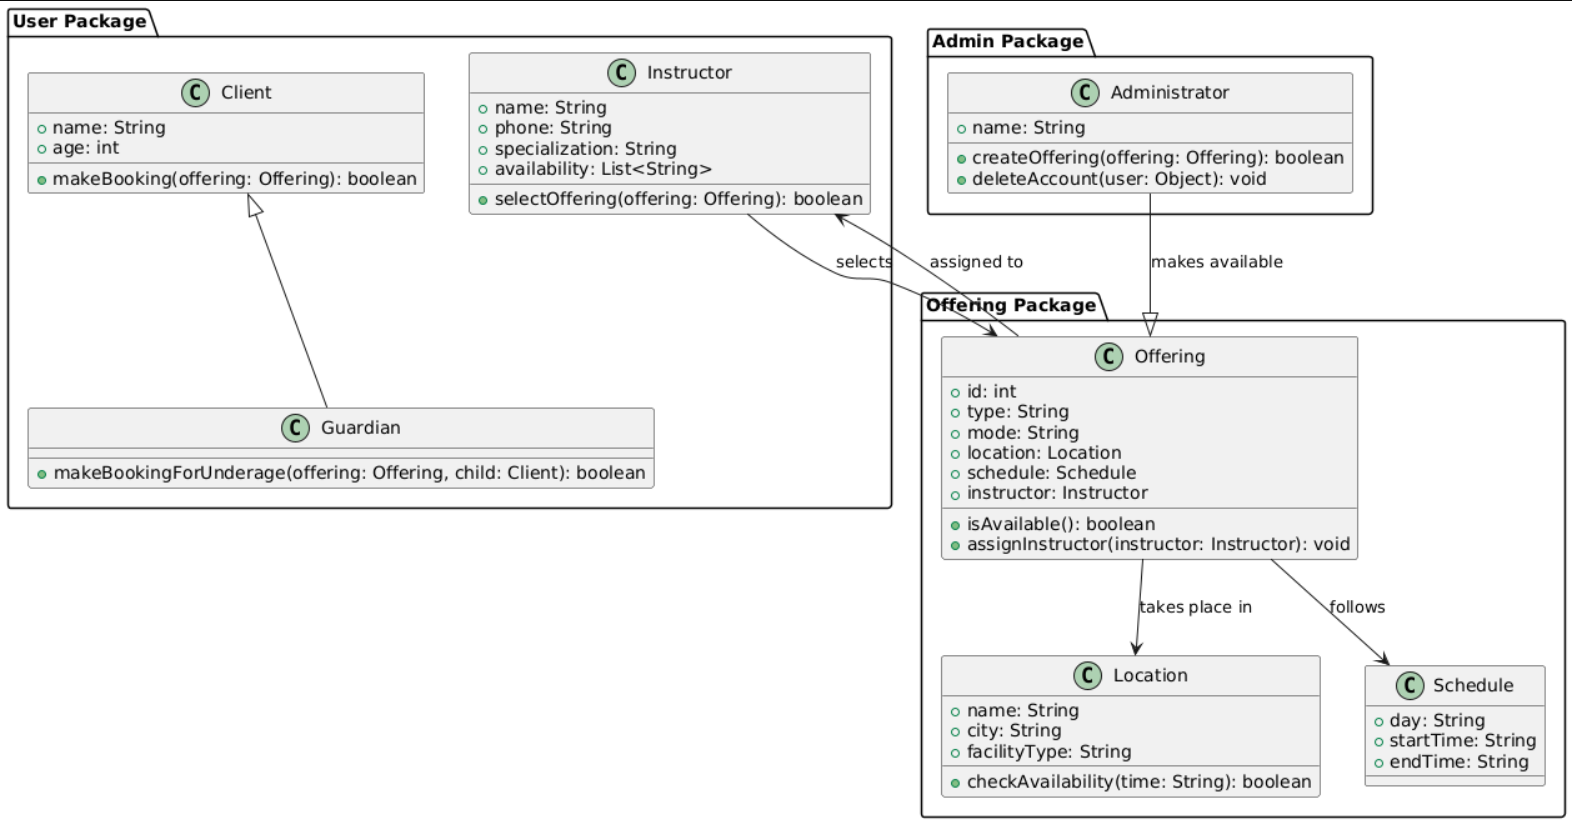 User Package
C Client
name: String
age: int
makeBooking(offering: Offering): boolean
C Instructor
name: String
phone: String
specialization: String
availability: List<String>
selectOffering(offering: Offering): boolean
C Guardian
makeBookingForUnderage(offering: Offering, child: Client): boolean
Admin Package
C Administrator
name: String
createOffering(offering: Offering): boolean
deleteAccount(user: Object): void
selects
assigned to
makes available
Offering Package
C Offering
id: int
type: String
mode: String
location: Location
schedule: Schedule
instructor: Instructor
isAvailable(): boolean
assignInstructor(instructor: Instructor): void
takes place in
follows
C Location
name: String
city: String
facilityType: String
checkAvailability(time: String): boolean
C Schedule
day: String
startTime: String
endTime: String